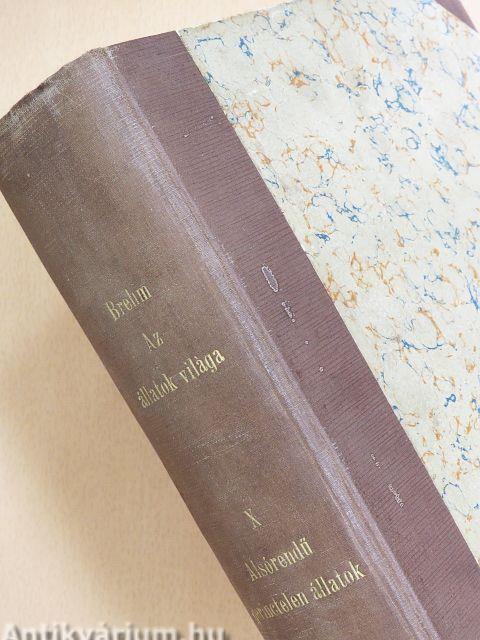 Brehm
Az
állatok világa
X
Alsórendű
gerinctelen állatok
Antikvárium.hu